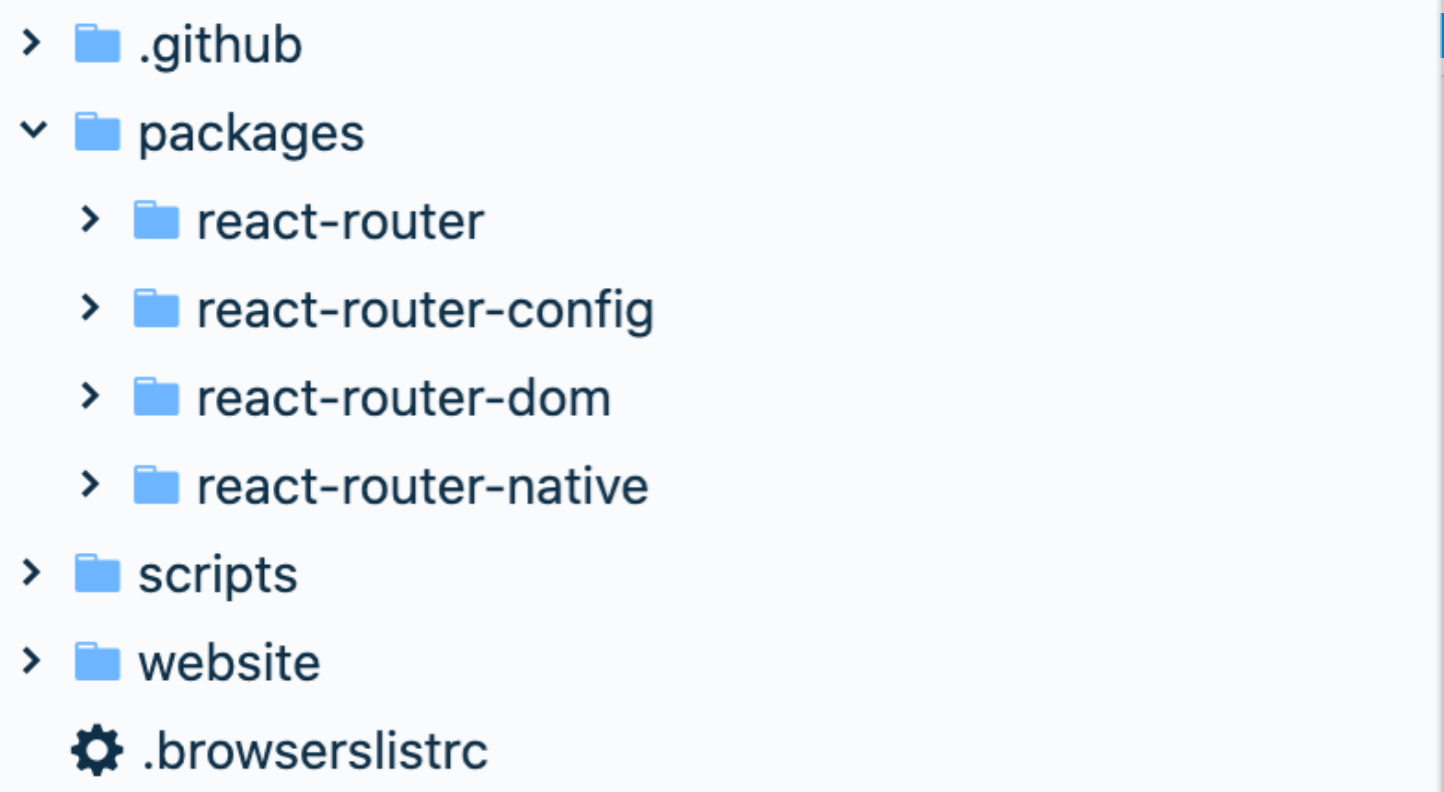 .github
packages
react-router
react-router-config
react-router-dom
react-router-native
scripts
website
.browserslistrc